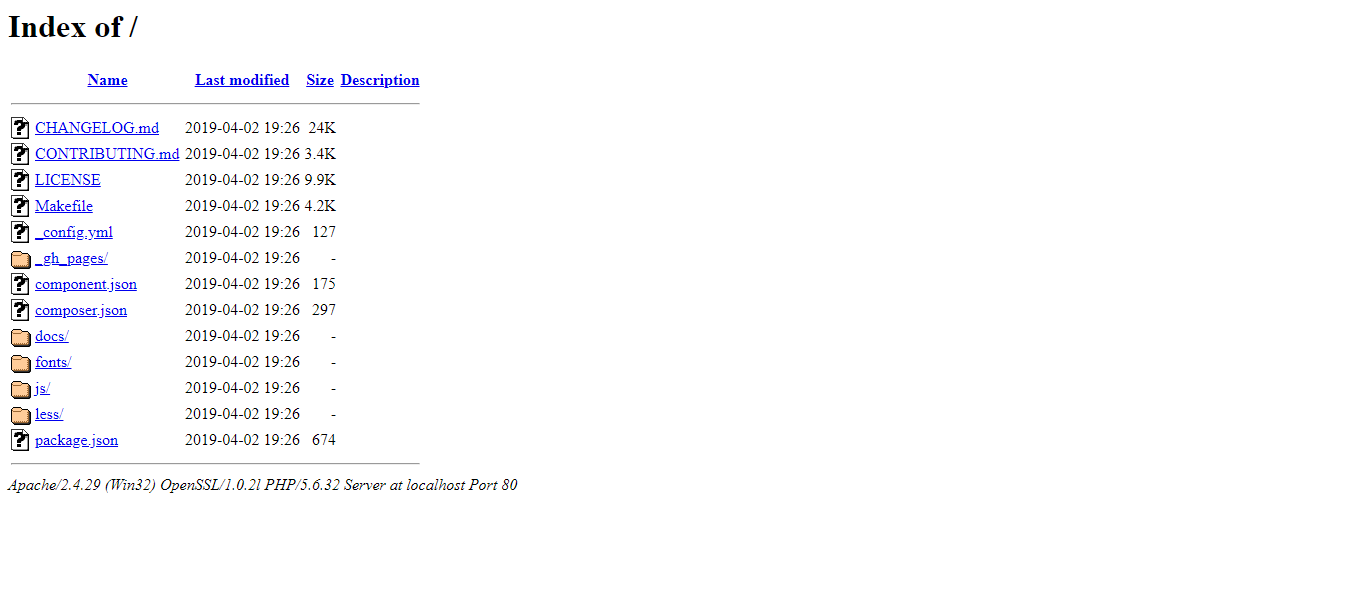 Index of /
Name Last modified Size Description
CHANGELOG.md 2019-04-02 19:26 24K
CONTRIBUTING.md 2019-04-02 19:26 3.4K
LICENSE 2019-04-02 19:26 9.9K
Makefile 2019-04-02 19:26 4.2K
_config.yml 2019-04-02 19:26 127
_gh_pages/ 2019-04-02 19:26 -
component.json 2019-04-02 19:26 175
composer.json 2019-04-02 19:26 297
docs/ 2019-04-02 19:26 -
fonts/ 2019-04-02 19:26 -
js/ 2019-04-02 19:26 -
less/ 2019-04-02 19:26 -
package.json 2019-04-02 19:26 674
Apache/2.4.29 (Win32) OpenSSL/1.0.2l PHP/5.6.32 Server at localhost Port 80